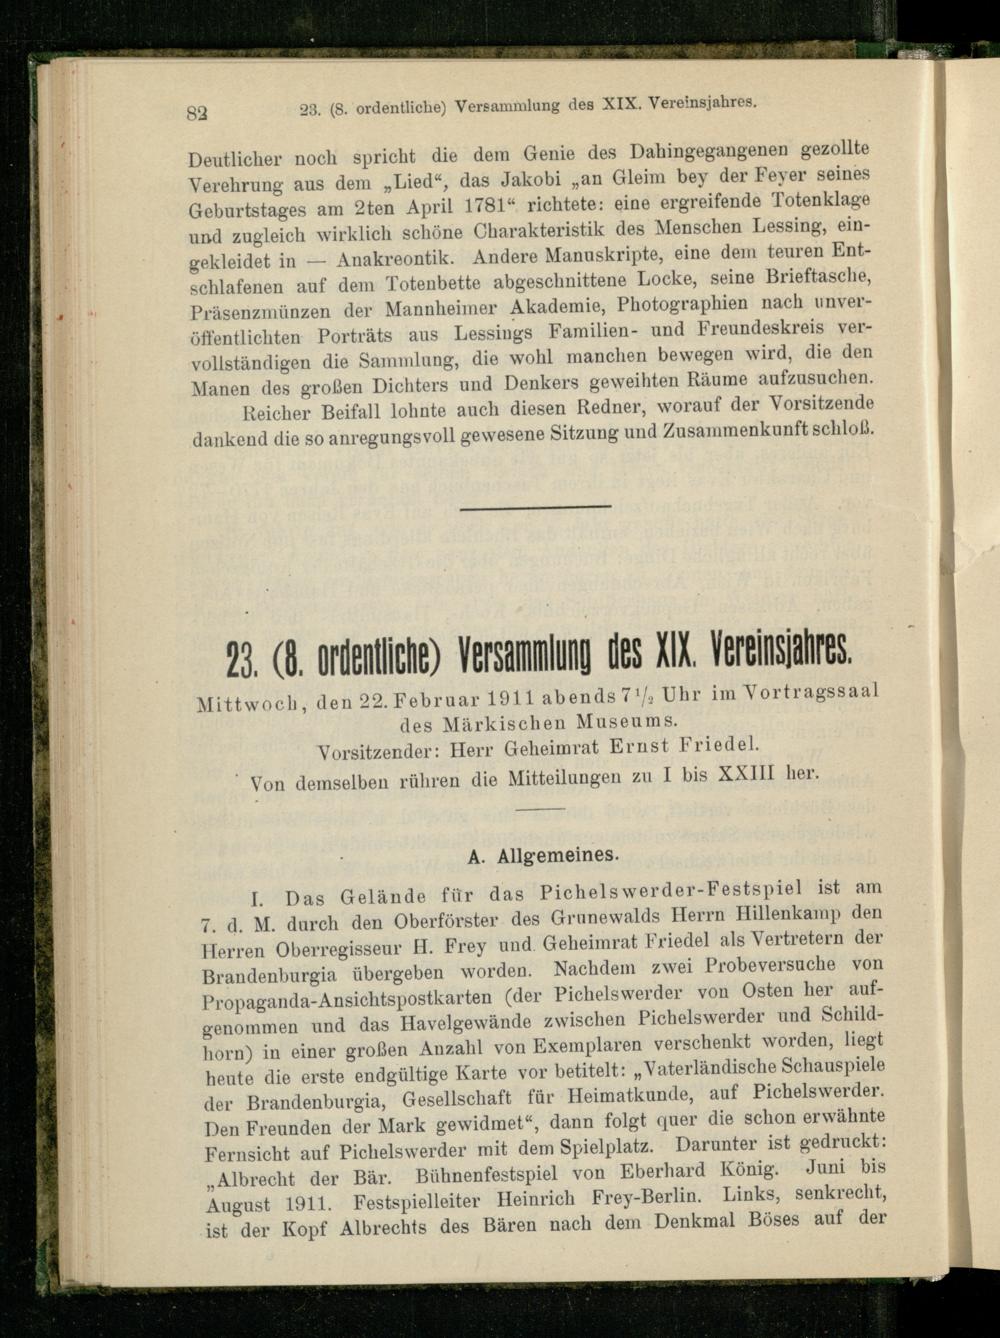 82
23. (8. ordentliche) Versammlung des XIX. Vereinsjahres.
Deutlicher noch spricht die dem Genie des Dahingegangenen gezollte
Verehrung aus dem „Lied“, das Jakobi „an Gleim bey der Feyer seines
Geburtstages am 2ten April 1781“ richtete: eine ergreifende Totenklage
und zugleich wirklich schöne Charakteristik des Menschen Lessing, ein-
gekleidet in — Anakreontik. Andere Manuskripte, eine dem teuren Ent-
schlafenen auf dem Totenbette abgeschnittene Locke, seine Brieftasche,
Präsenzmünzen der Mannheimer Akademie, Photographien nach unver-
öffentlichten Porträts aus Lessings Familien- und Freundeskreis ver-
vollständigen die Sammlung, die wohl manchen bewegen wird, die den
Manen des großen Dichters und Denkers geweihten Räume aufzusuchen.
Reicher Beifall lohnte auch diesen Redner, worauf der Vorsitzende
dankend die so anregungsvoll gewesene Sitzung und Zusammenkunft schloß.
23. (8. ordentliche) Versammlung des XIX. Vereinsjahres.
Mittwoch, den 22. Februar 1911 abends 7½ Uhr im Vortragssaal
des Märkischen Museums.
Vorsitzender: Herr Geheimrat Ernst Friedel.
Von demselben rühren die Mitteilungen zu I bis XXIII her.
A. Allgemeines.
I. Das Gelände für das Pichelswerder-Festspiel ist am
7. d. M. durch den Oberförster des Grunewalds Herrn Hillenkamp den
Herren Oberregisseur H. Frey und Geheimrat Friedel als Vertretern der
Brandenburgia übergeben worden. Nachdem zwei Probeversuche von
Propaganda-Ansichtspostkarten (der Pichelswerder von Osten her auf-
genommen und das Havelgewände zwischen Pichelswerder und Schild-
horn) in einer großen Anzahl von Exemplaren verschenkt worden, liegt
heute die erste endgültige Karte vor betitelt: „Vaterländische Schauspiele
der Brandenburgia, Gesellschaft für Heimatkunde, auf Pichelswerder.
Den Freunden der Mark gewidmet“, dann folgt quer die schon erwähnte
Fernsicht auf Pichelswerder mit dem Spielplatz. Darunter ist gedruckt:
„Albrecht der Bär. Bühnenfestspiel von Eberhard König. Juni bis
August 1911. Festspielleiter Heinrich Frey-Berlin. Links, senkrecht,
ist der Kopf Albrechts des Bären nach dem Denkmal Böses auf der